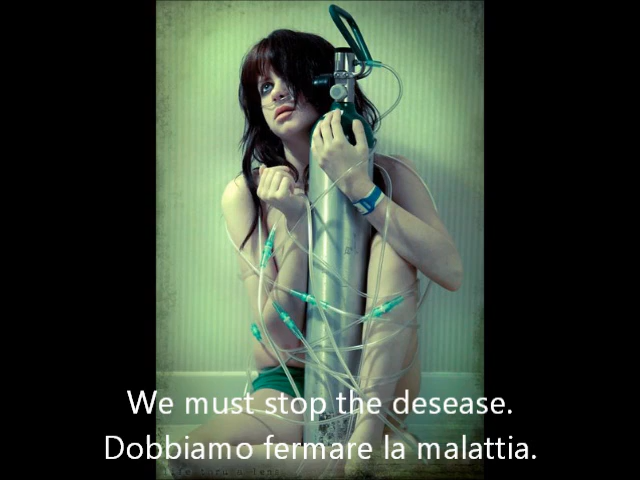 We must stop the desease.
Dobbiamo fermare la malattia.